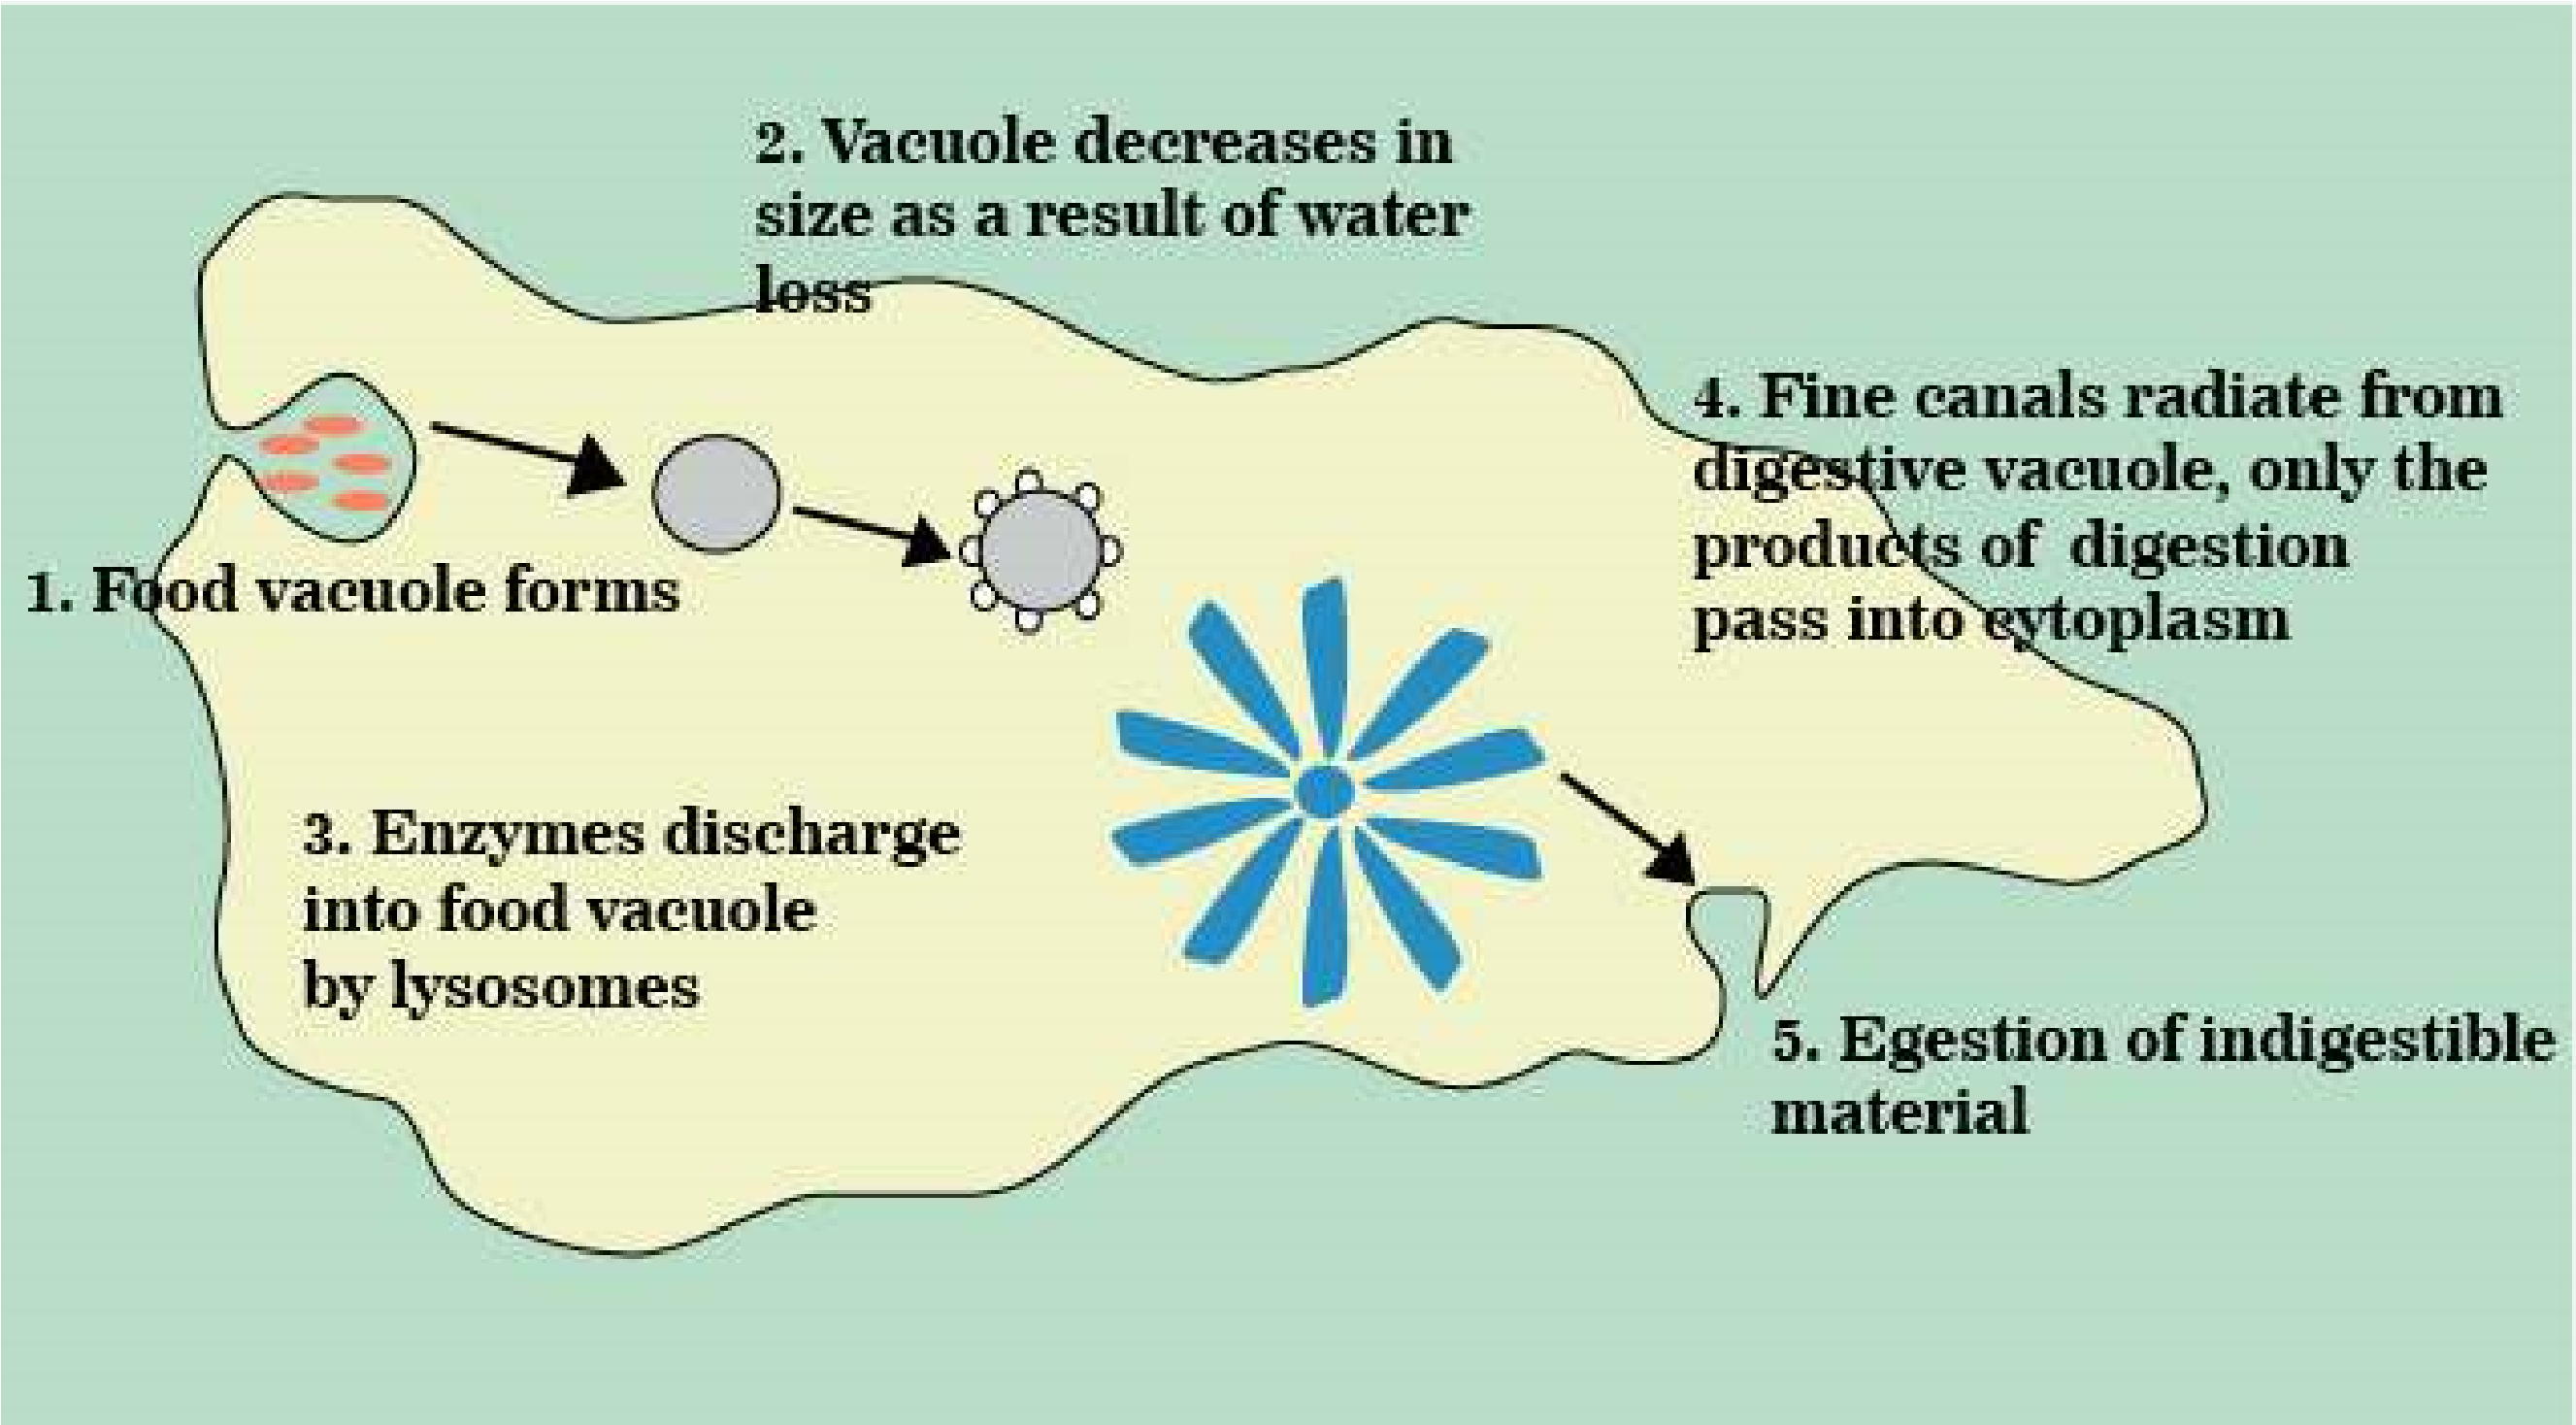 1. Food vacuole forms
2. Vacuole decreases in
size as a result of water
loss
3. Enzymes discharge
into food vacuole
by lysosomes
4. Fine canals radiate from
digestive vacuole, only the
products of digestion
pass into cytoplasm
5. Egestion of indigestible
material